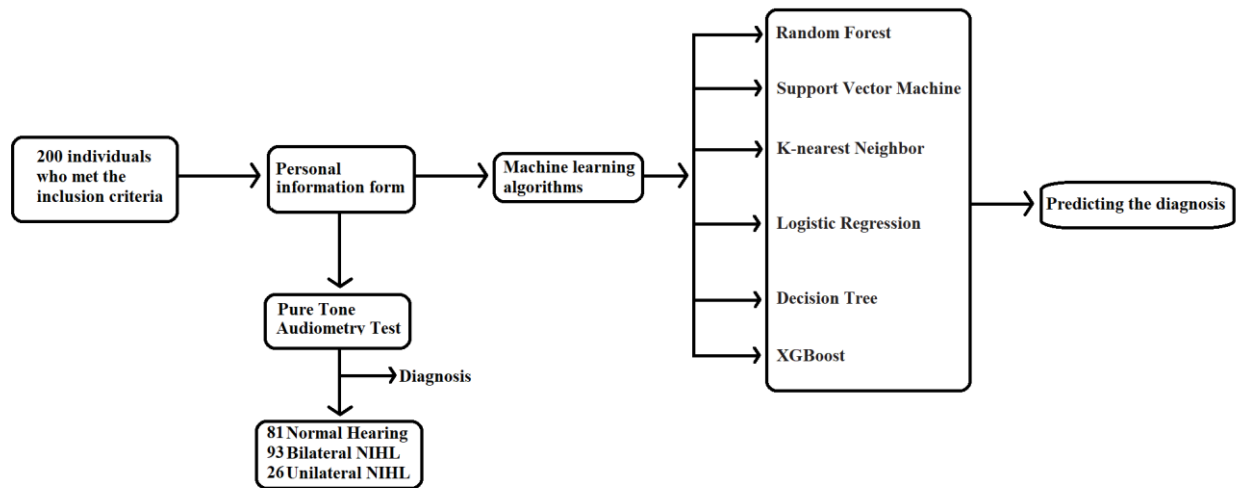 200 individuals
who met the
inclusion criteria
Personal
information form
Machine learning
algorithms
Random Forest
Support Vector Machine
K-nearest Neighbor
Logistic Regression
Decision Tree
XGBoost
Predicting the diagnosis
Pure Tone
Audiometry Test
Diagnosis
81 Normal Hearing
93 Bilateral NIHL
26 Unilateral NIHL